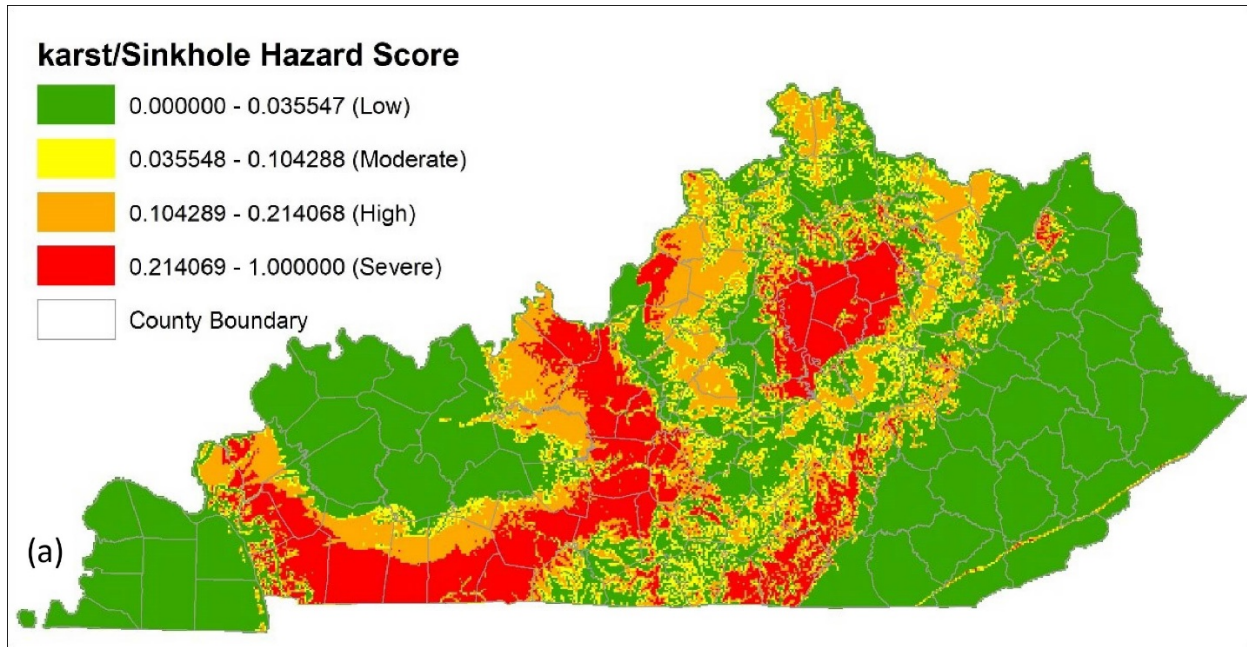 karst/Sinkhole Hazard Score
0.000000 - 0.035547 (Low)
0.035548 - 0.104288 (Moderate)
0.104289 - 0.214068 (High)
0.214069 - 1.000000 (Severe)
County Boundary
(a)